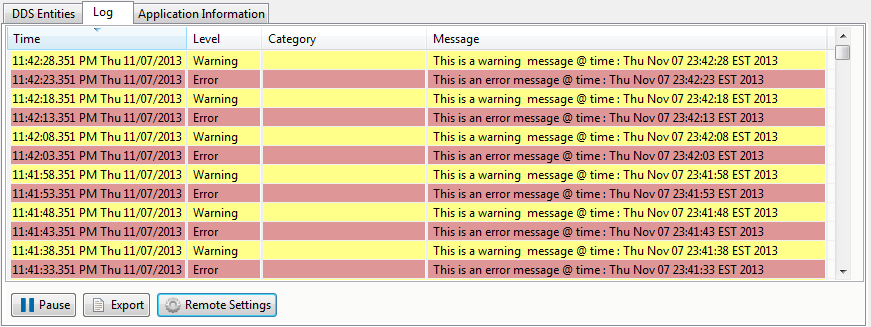 DDS Entities Log Application Information
Time Level Category Message
11:42:28.351 PM Thu 11/07/2013 Warning This is a warning  message @ time : Thu Nov 07 23:42:28 EST 2013
11:42:23.351 PM Thu 11/07/2013 Error This is an error message @ time : Thu Nov 07 23:42:23 EST 2013
11:42:18.351 PM Thu 11/07/2013 Warning This is a warning  message @ time : Thu Nov 07 23:42:18 EST 2013
11:42:13.351 PM Thu 11/07/2013 Error This is an error message @ time : Thu Nov 07 23:42:13 EST 2013
11:42:08.351 PM Thu 11/07/2013 Warning This is a warning  message @ time : Thu Nov 07 23:42:08 EST 2013
11:42:03.351 PM Thu 11/07/2013 Error This is an error message @ time : Thu Nov 07 23:42:03 EST 2013
11:41:58.351 PM Thu 11/07/2013 Warning This is a warning  message @ time : Thu Nov 07 23:41:58 EST 2013
11:41:53.351 PM Thu 11/07/2013 Error This is an error message @ time : Thu Nov 07 23:41:53 EST 2013
11:41:48.351 PM Thu 11/07/2013 Warning This is a warning  message @ time : Thu Nov 07 23:41:48 EST 2013
11:41:43.351 PM Thu 11/07/2013 Error This is an error message @ time : Thu Nov 07 23:41:43 EST 2013
11:41:38.351 PM Thu 11/07/2013 Warning This is a warning  message @ time : Thu Nov 07 23:41:38 EST 2013
11:41:33.351 PM Thu 11/07/2013 Error This is an error message @ time : Thu Nov 07 23:41:33 EST 2013
Pause Export Remote Settings